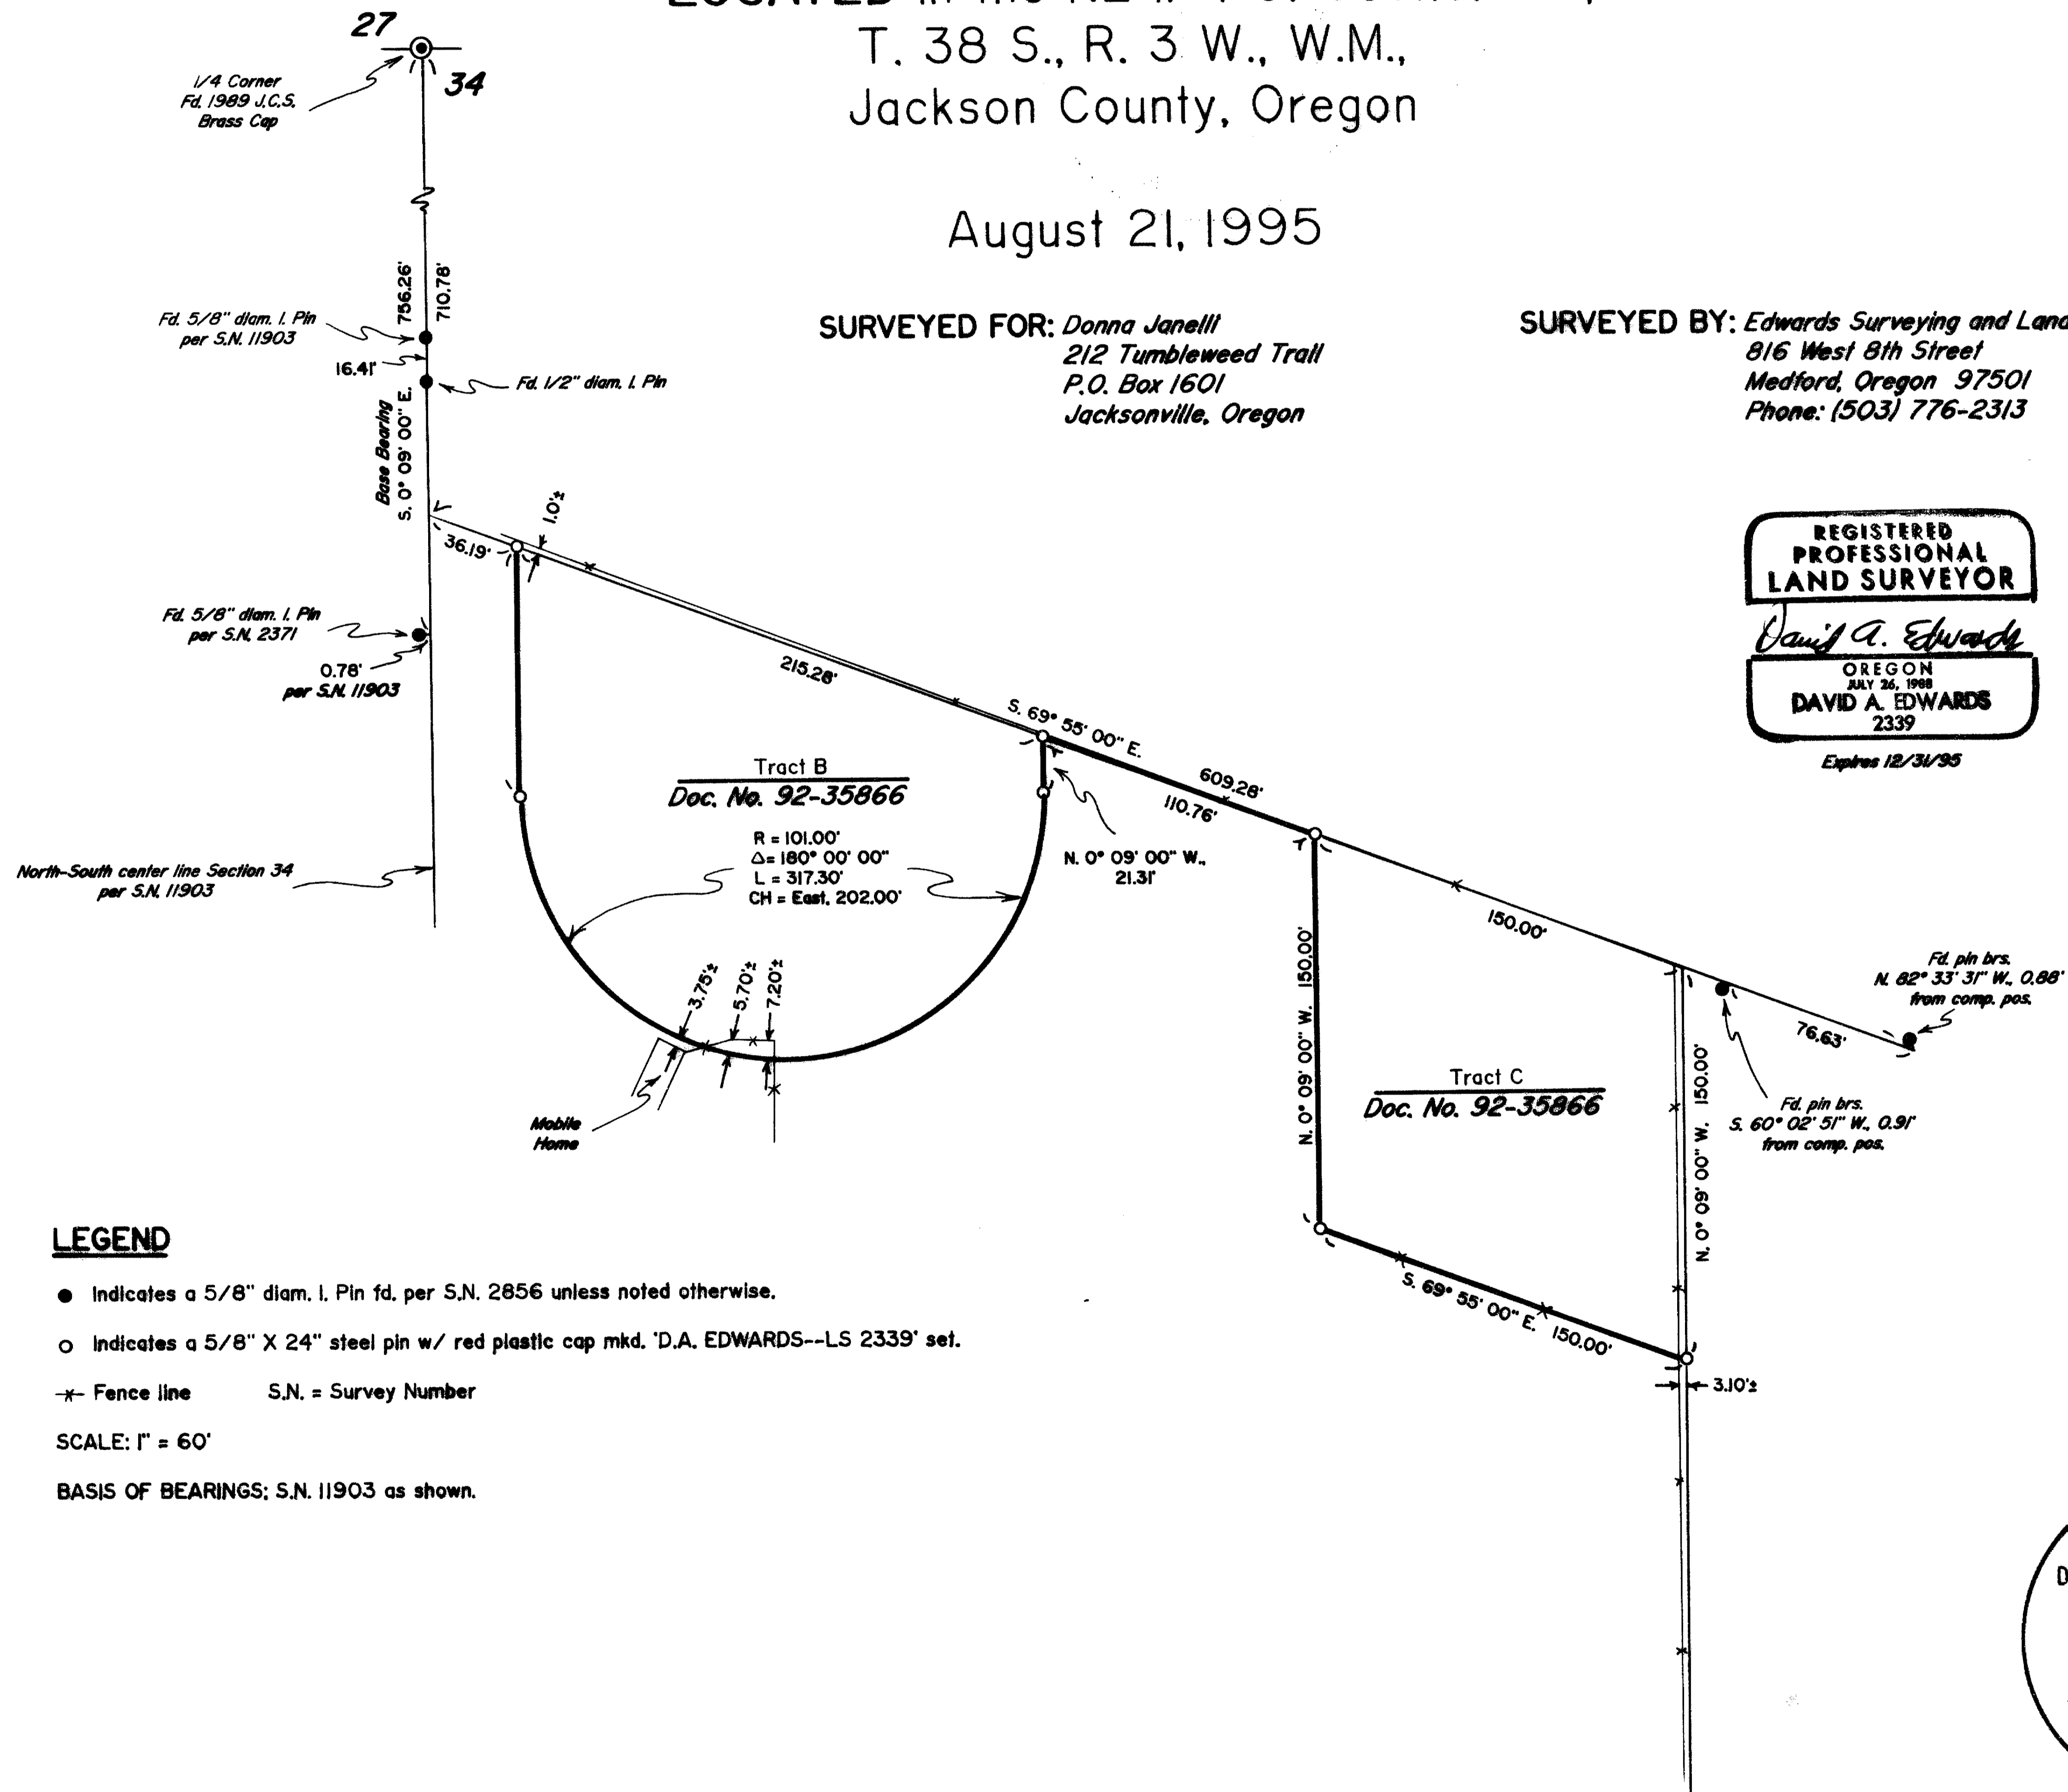 LOCATED in the
T. 38 S., R. 3 W., W.M.,
Jackson County, Oregon
August 21, 1995
27
34
1/4 Corner
Fd. 1989 J.C.S.
Brass Cap
756.26'
710.78'
Fd. 5/8" diam. I. Pin
per S.N. 11903
16.41'
Fd. 1/2" diam. I. Pin
Base Bearing
S. 0° 09' 00" E.
SURVEYED FOR: Donna Janelli
212 Tumbleweed Trail
P.O. Box 1601
Jacksonville, Oregon
SURVEYED BY: Edwards Surveying and Land
816 West 8th Street
Medford, Oregon 97501
Phone: (503) 776-2313
REGISTERED
PROFESSIONAL
LAND SURVEYOR
David A. Edwards
OREGON
JULY 26, 1988
DAVID A. EDWARDS
2339
Expires 12/31/95
36.19'
1.0'±
Fd. 5/8" diam. I. Pin
per S.N. 2371
0.78'
per S.N. 11903
215.28'
S. 69° 55' 00" E.
609.28'
110.76'
Tract B
Doc. No. 92-35866
R = 101.00'
Δ= 180° 00' 00"
L = 317.30'
CH = East, 202.00'
N. 0° 09' 00" W.,
21.31'
North-South center line Section 34
per S.N. 11903
3.75'±
5.70'±
7.20'±
Mobile
Home
150.00'
N. 0° 09' 00" W. 150.00'
Fd. pin brs.
N. 82° 33' 31" W., 0.88'
from comp. pos.
76.63'
Tract C
Doc. No. 92-35866
N. 0° 09' 00" W. 150.00'
Fd. pin brs.
S. 60° 02' 51" W., 0.91'
from comp. pos.
S. 69° 55' 00" E. 150.00'
3.10'±
LEGEND
● Indicates a 5/8" diam. I. Pin fd. per S.N. 2856 unless noted otherwise.
○ Indicates a 5/8" X 24" steel pin w/ red plastic cap mkd. 'D.A. EDWARDS--LS 2339' set.
Fence line S.N. = Survey Number
SCALE: 1" = 60'
BASIS OF BEARINGS: S.N. 11903 as shown.